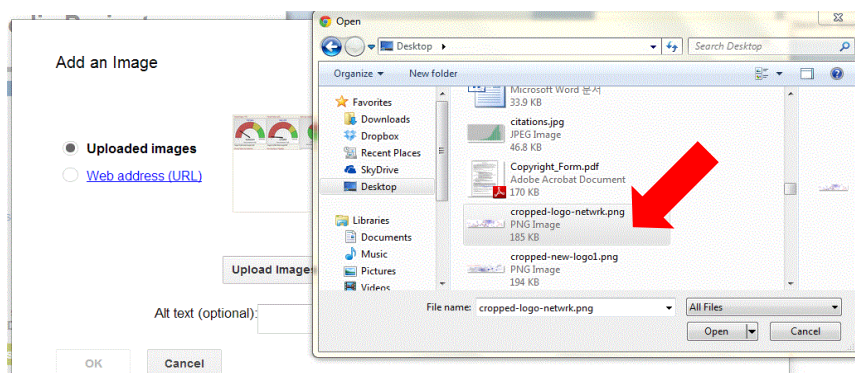 Open
Desktop
Search Desktop
Organize
New folder
Add an Image
Uploaded images
Web address (URL)
Upload Image
Alt text (optional):
OK
Cancel
Favorites
Downloads
Dropbox
Recent Places
SkyDrive
Desktop
Libraries
Documents
Music
Pictures
Videos
Microsoft Word 문서
33.9 KB
citations.jpg
JPEG Image
46.8 KB
Copyright_Form.pdf
Adobe Acrobat Document
170 KB
cropped-logo-netwrk.png
PNG Image
185 KB
cropped-new-logo1.png
PNG Image
194 KB
File name:
cropped-logo-netwrk.png
All Files
Open
Cancel